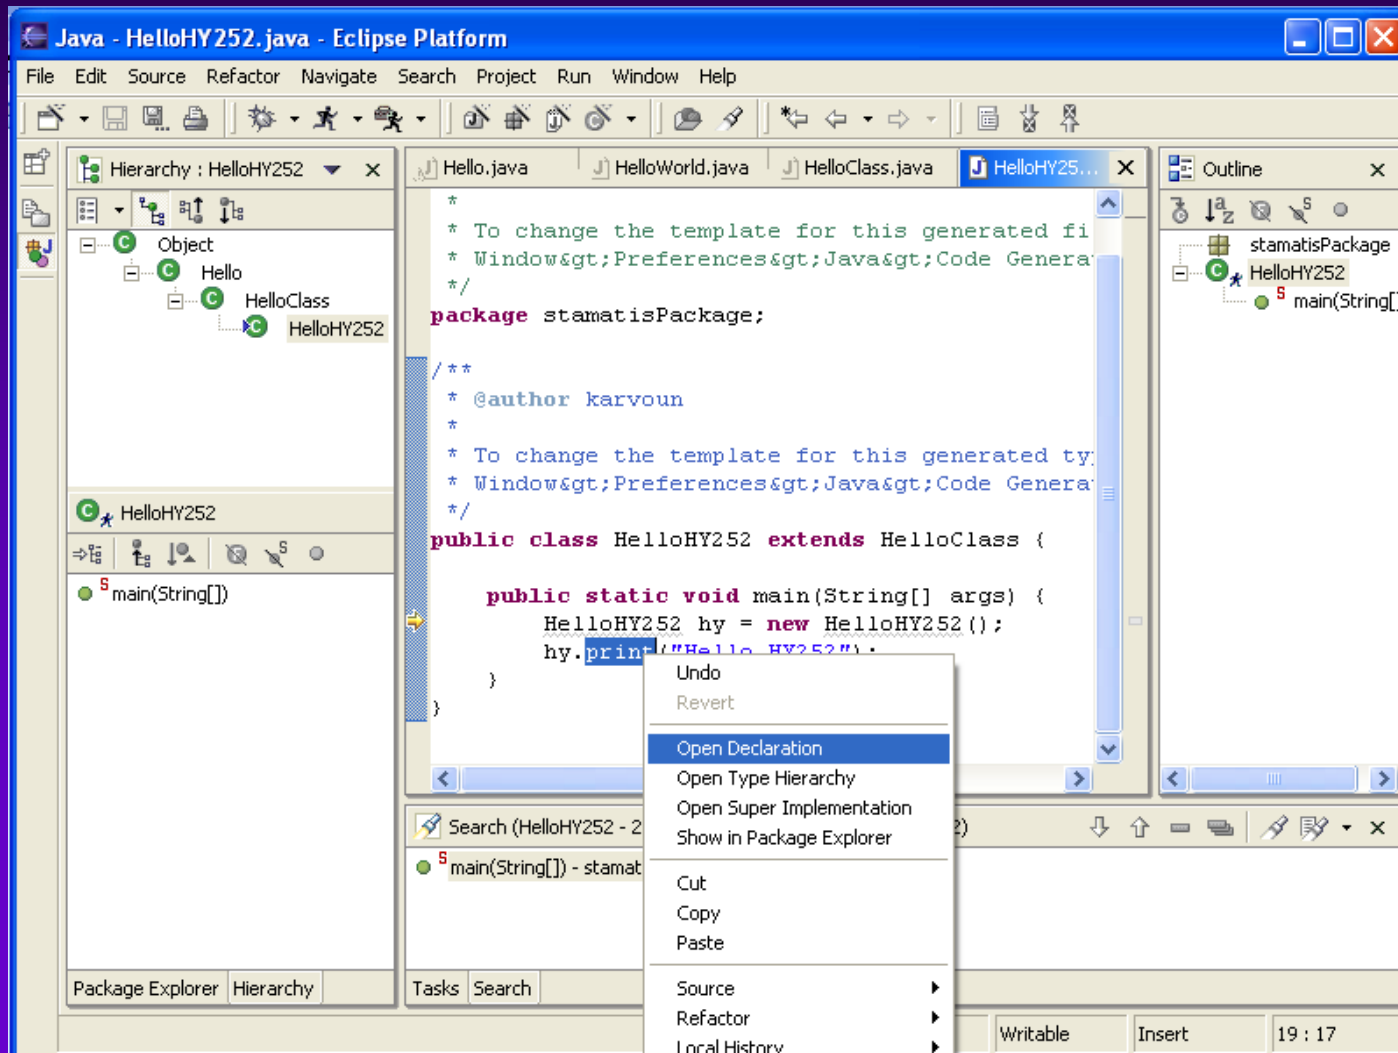 Java - HelloHY252.java - Eclipse Platform
File Edit Source Refactor Navigate Search Project Run Window Help
Hierarchy : HelloHY252
Object
Hello
HelloClass
HelloHY252
HelloHY252
main(String[])
Package Explorer Hierarchy
Hello.java HelloWorld.java HelloClass.java HelloHY25...
*
* To change the template for this generated fi
* Window&gt;Preferences&gt;Java&gt;Code Genera
*/
package stamatisPackage;
/**
* @author karvoun
*
* To change the template for this generated ty
* Window&gt;Preferences&gt;Java&gt;Code Genera
*/
public class HelloHY252 extends HelloClass {
public static void main(String[] args) {
HelloHY252 hy = new HelloHY252();
hy.print("Hello HY252");
}
}
Undo
Revert
Open Declaration
Open Type Hierarchy
Open Super Implementation
Show in Package Explorer
Cut
Copy
Paste
Source
Refactor
Local History
Outline
stamatisPackage
HelloHY252
main(String[]
Search (HelloHY252 - 2
2)
main(String[]) - stamat
Tasks Search
Writable Insert 19 : 17